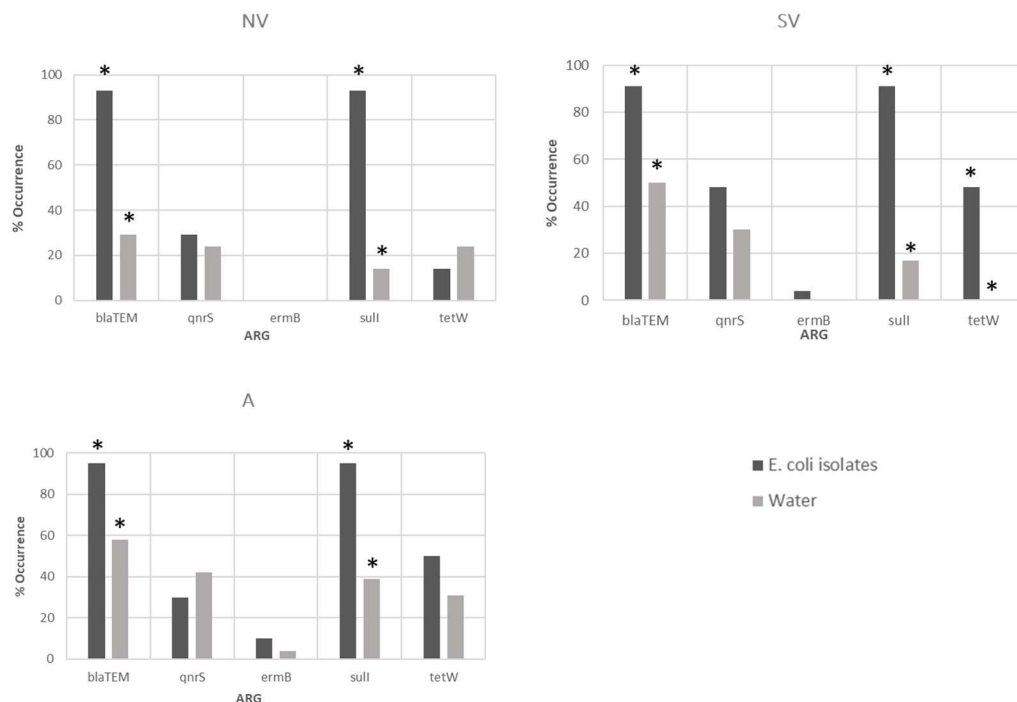 NV
*
*
*
*
100
80
60
40
20
0
% Occurrence
blaTEM qnrS ermB sulI tetW
ARG
SV
*
*
*
*
*
*
100
80
60
40
20
0
% Occurrence
blaTEM qnrS ermB sulI tetW
ARG
A
*
*
*
*
100
80
60
40
20
0
% Occurrence
blaTEM qnrS ermB sulI tetW
ARG
E. coli isolates
Water